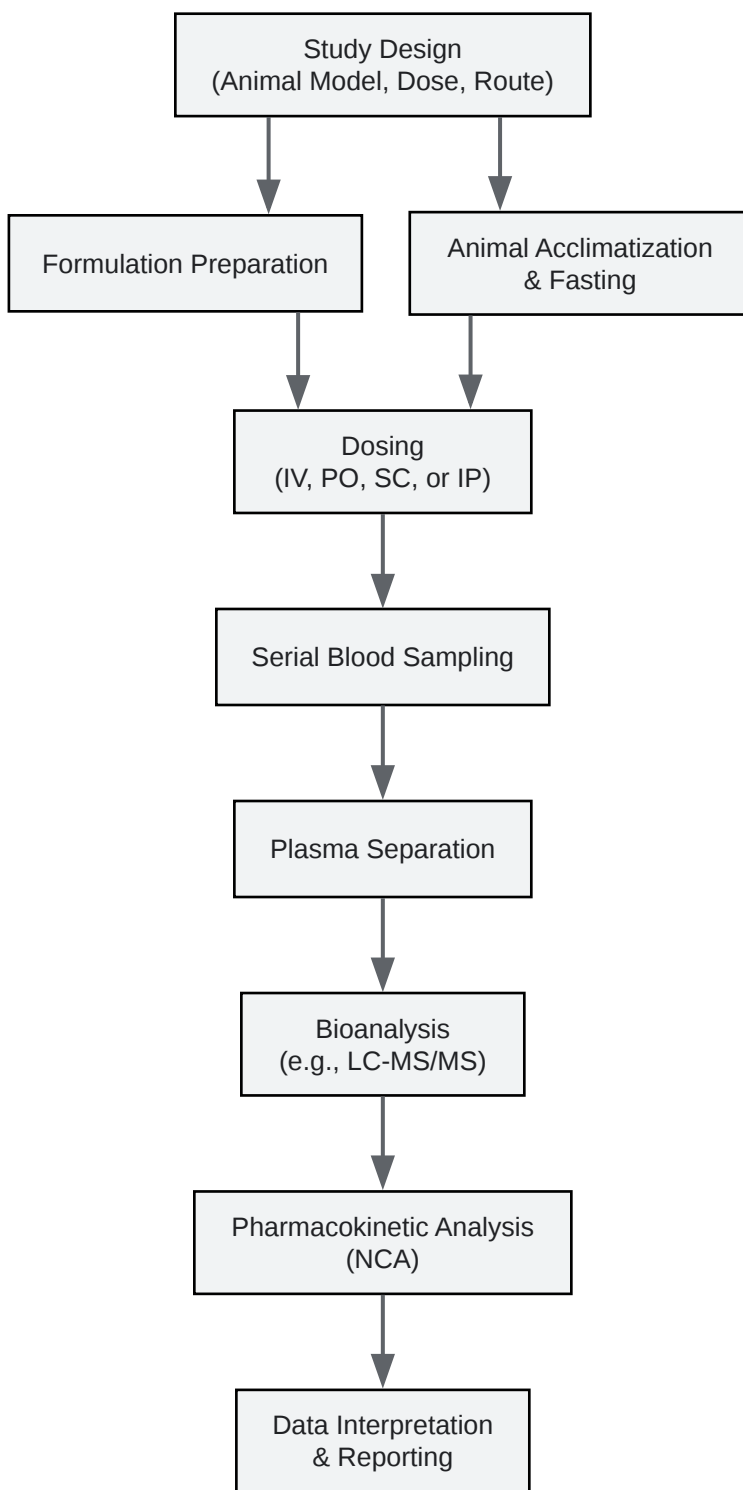 Study Design
(Animal Model, Dose, Route)
Formulation Preparation
Animal Acclimatization
& Fasting
Dosing
(IV, PO, SC, or IP)
Serial Blood Sampling
Plasma Separation
Bioanalysis
(e.g., LC-MS/MS)
Pharmacokinetic Analysis
(NCA)
Data Interpretation
& Reporting